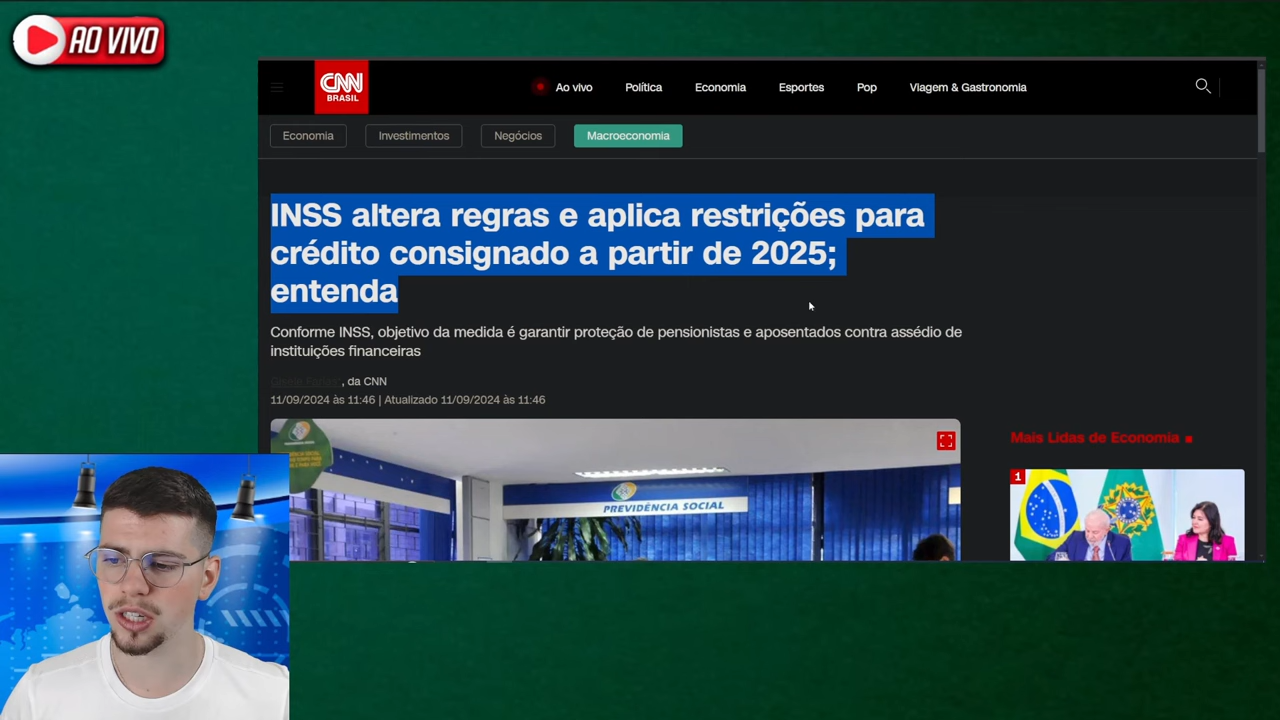 AO VIVO
CNN
BRASIL
Ao vivo
Política
Economia
Esportes
Pop
Viagem & Gastronomia
Economia
Investimentos
Negócios
Macroeconomia
INSS altera regras e aplica restrições para
crédito consignado a partir de 2025;
entenda
Conforme INSS, objetivo da medida é garantir proteção de pensionistas e aposentados contra assédio de
instituições financeiras
, da CNN
11/09/2024 às 11:46 | Atualizado 11/09/2024 às 11:46
PREVIDÊNCIA SOCIAL
PREVIDÊNCIA SOCIAL
Mais Lidas de Economia
1